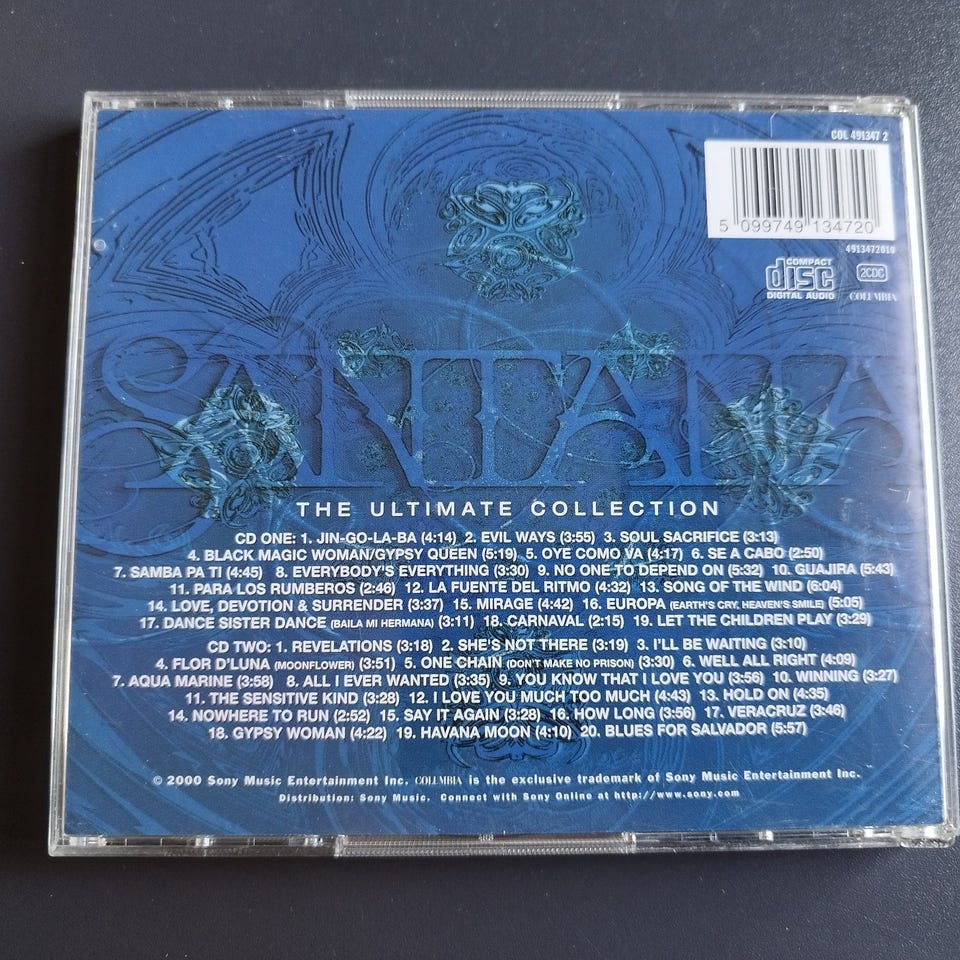 COL 491347 2
5 099749 134720
4913472010
COMPACT
disc
DIGITAL AUDIO
2CDC
COLUMBIA
SANTANA
THE ULTIMATE COLLECTION
CD ONE: 1. JIN-GO-LA-BA (4:14) 2. EVIL WAYS (3:55) 3. SOUL SACRIFICE (3:13)
4. BLACK MAGIC WOMAN/GYPSY QUEEN (5:19) 5. OYE COMO VA (4:17) 6. SE A CABO (2:50)
7. SAMBA PA TI (4:45) 8. EVERYBODY'S EVERYTHING (3:30) 9. NO ONE TO DEPEND ON (5:32) 10. GUAJIRA (5:43)
11. PARA LOS RUMBEROS (2:46) 12. LA FUENTE DEL RITMO (4:32) 13. SONG OF THE WIND (6:04)
14. LOVE, DEVOTION & SURRENDER (3:37) 15. MIRAGE (4:42) 16. EUROPA (EARTH'S CRY, HEAVEN'S SMILE) (5:05)
17. DANCE SISTER DANCE (BAILA MI HERMANA) (3:11) 18. CARNAVAL (2:15) 19. LET THE CHILDREN PLAY (3:29)
CD TWO: 1. REVELATIONS (3:18) 2. SHE'S NOT THERE (3:19) 3. I'LL BE WAITING (3:10)
4. FLOR D'LUNA (MOONFLOWER) (3:51) 5. ONE CHAIN (DON'T MAKE NO PRISON) (3:30) 6. WELL ALL RIGHT (4:09)
7. AQUA MARINE (3:58) 8. ALL I EVER WANTED (3:35) 9. YOU KNOW THAT I LOVE YOU (3:56) 10. WINNING (3:27)
11. THE SENSITIVE KIND (3:28) 12. I LOVE YOU MUCH TOO MUCH (4:43) 13. HOLD ON (4:35)
14. NOWHERE TO RUN (2:52) 15. SAY IT AGAIN (3:28) 16. HOW LONG (3:56) 17. VERACRUZ (3:46)
18. GYPSY WOMAN (4:22) 19. HAVANA MOON (4:10) 20. BLUES FOR SALVADOR (5:57)
© 2000 Sony Music Entertainment Inc. COLUMBIA is the exclusive trademark of Sony Music Entertainment Inc.
Distribution: Sony Music. Connect with Sony Online at http://www.sony.com